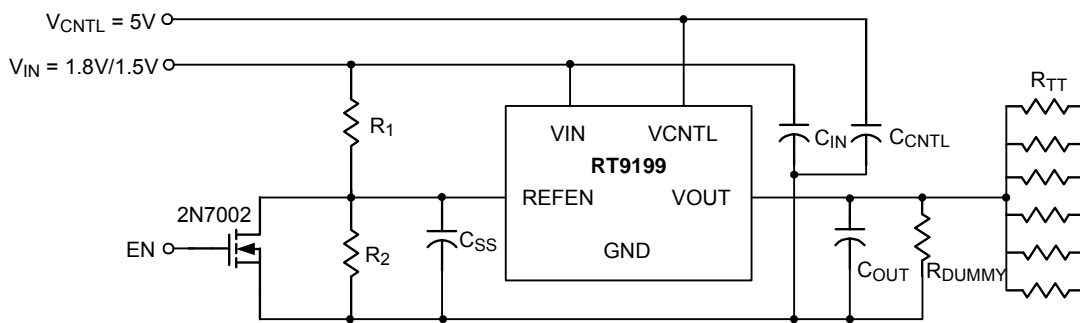 VCNTL = 5V
VIN = 1.8V/1.5V
RTT
R1
VIN VCNTL
CIN
CCNTL
RT9199
2N7002
REFEN VOUT
EN
R2
CSS
GND
COUT
RDUMMY